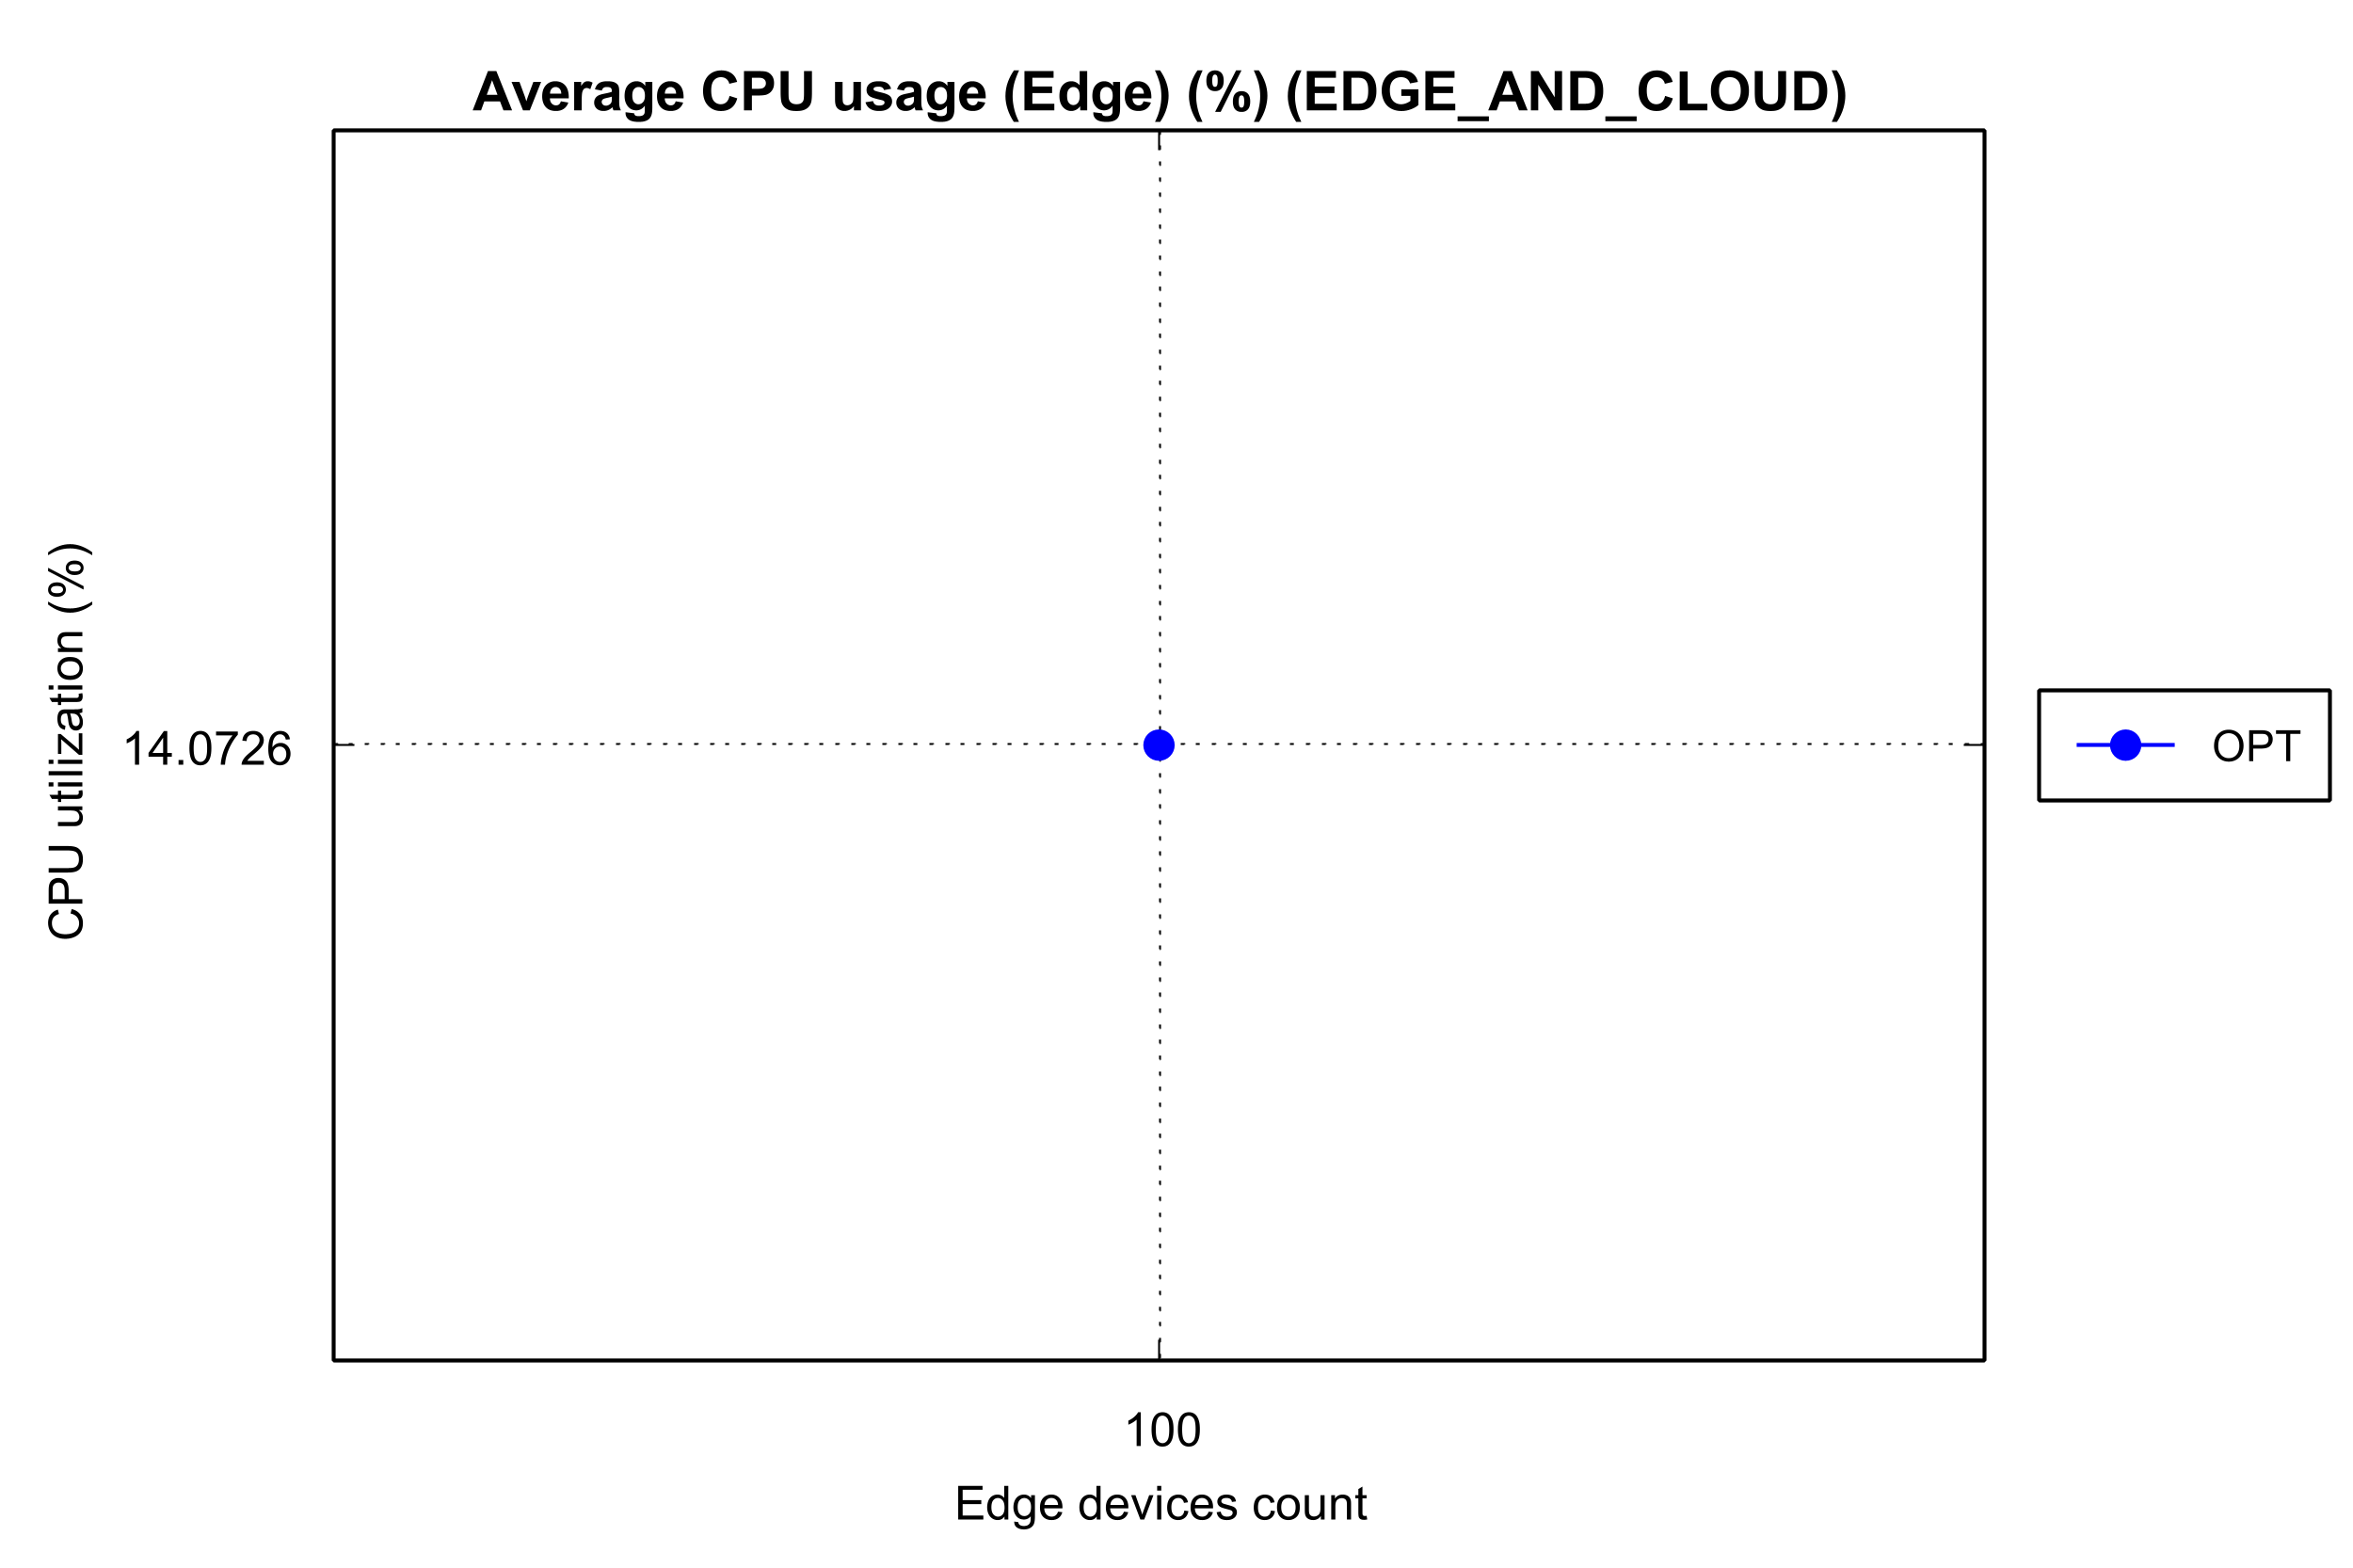 Average CPU usage (Edge) (%) (EDGE_AND_CLOUD)
CPU utilization (%)
14.0726
OPT
100
Edge devices count